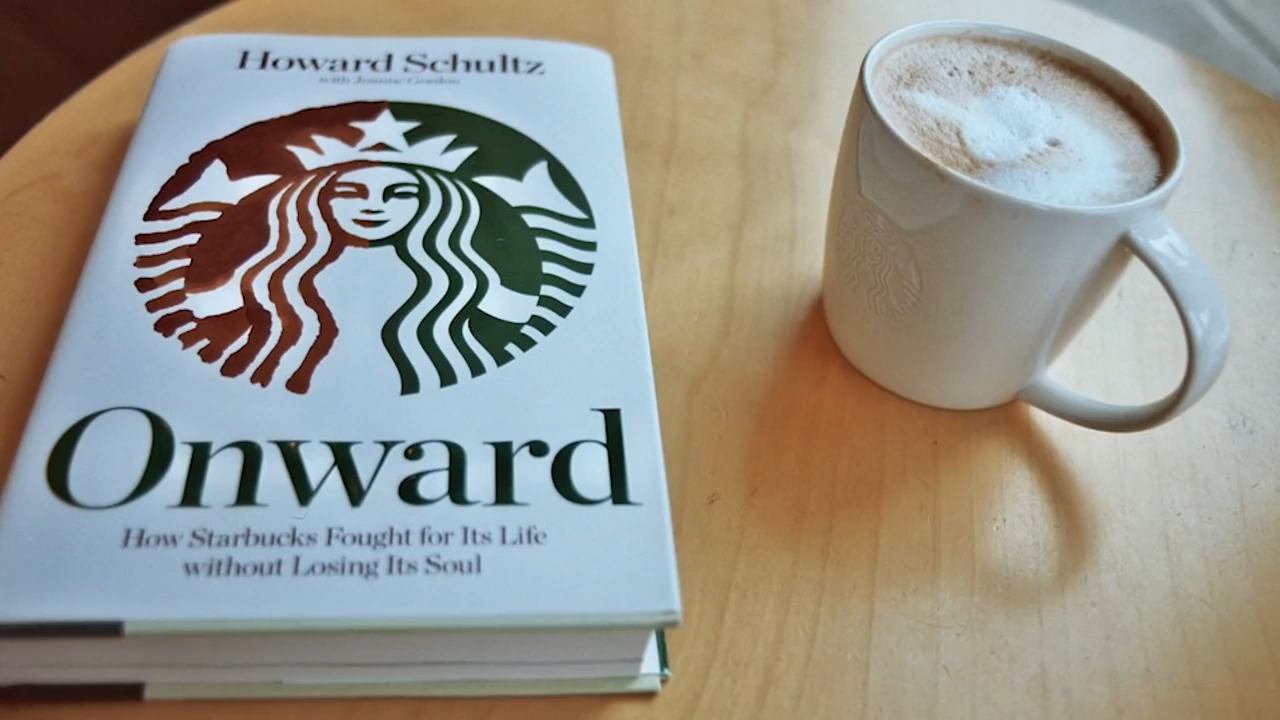 Howard Schultz
with Joanne Gordon
Onward
How Starbucks Fought for Its Life
without Losing Its Soul